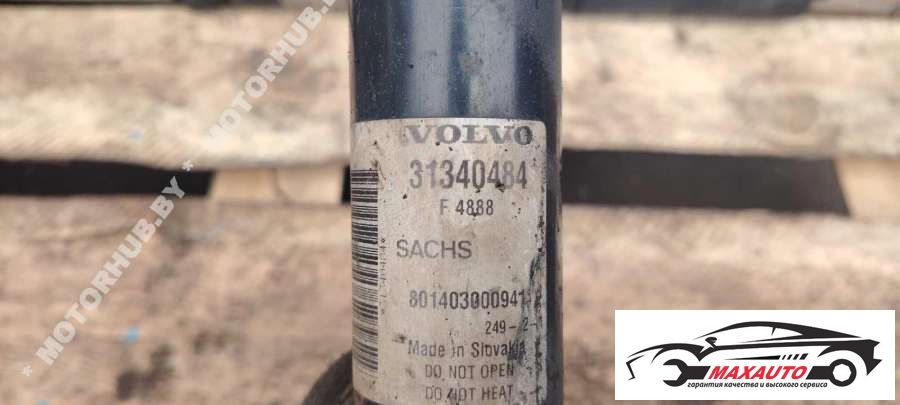 VOLVO
31340484
F 4888
SACHS
801403000941
249-2-
Made in Slovakia
DO NOT OPEN
DO NOT HEAT
MOTORHUB.BY * MOTORHUB.BY
MAXAUTO
гарантия качества и высокого сервиса